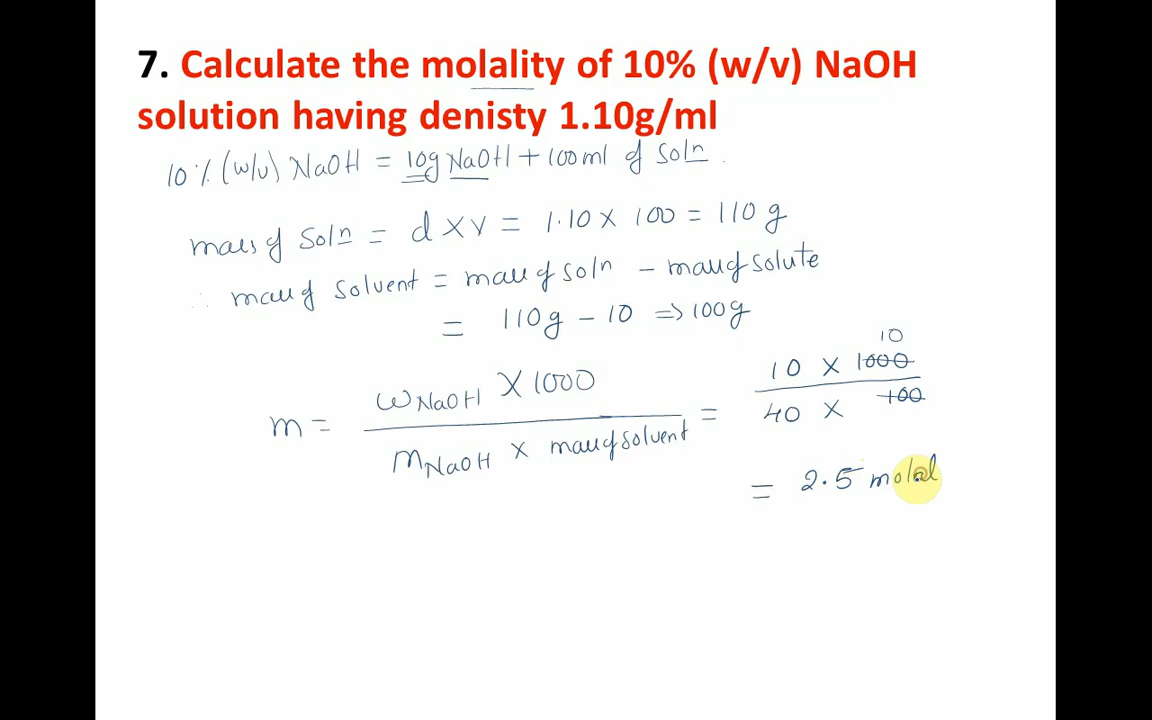 7. Calculate the molality of 10% (w/v) NaOH
solution having denisty 1.10g/ml
10% (w/v) NaOH = 10g NaOH + 100ml of soln.
mass of soln = d x v = 1.10 x 100 = 110 g
∴ mass of solvent = mass of soln - mass of solute
= 110g - 10 => 100g
m = W NaOH X 1000 / M NaOH x mass of solvent = 10 x 1000 / 40 x 100
10
= 2.5 molal